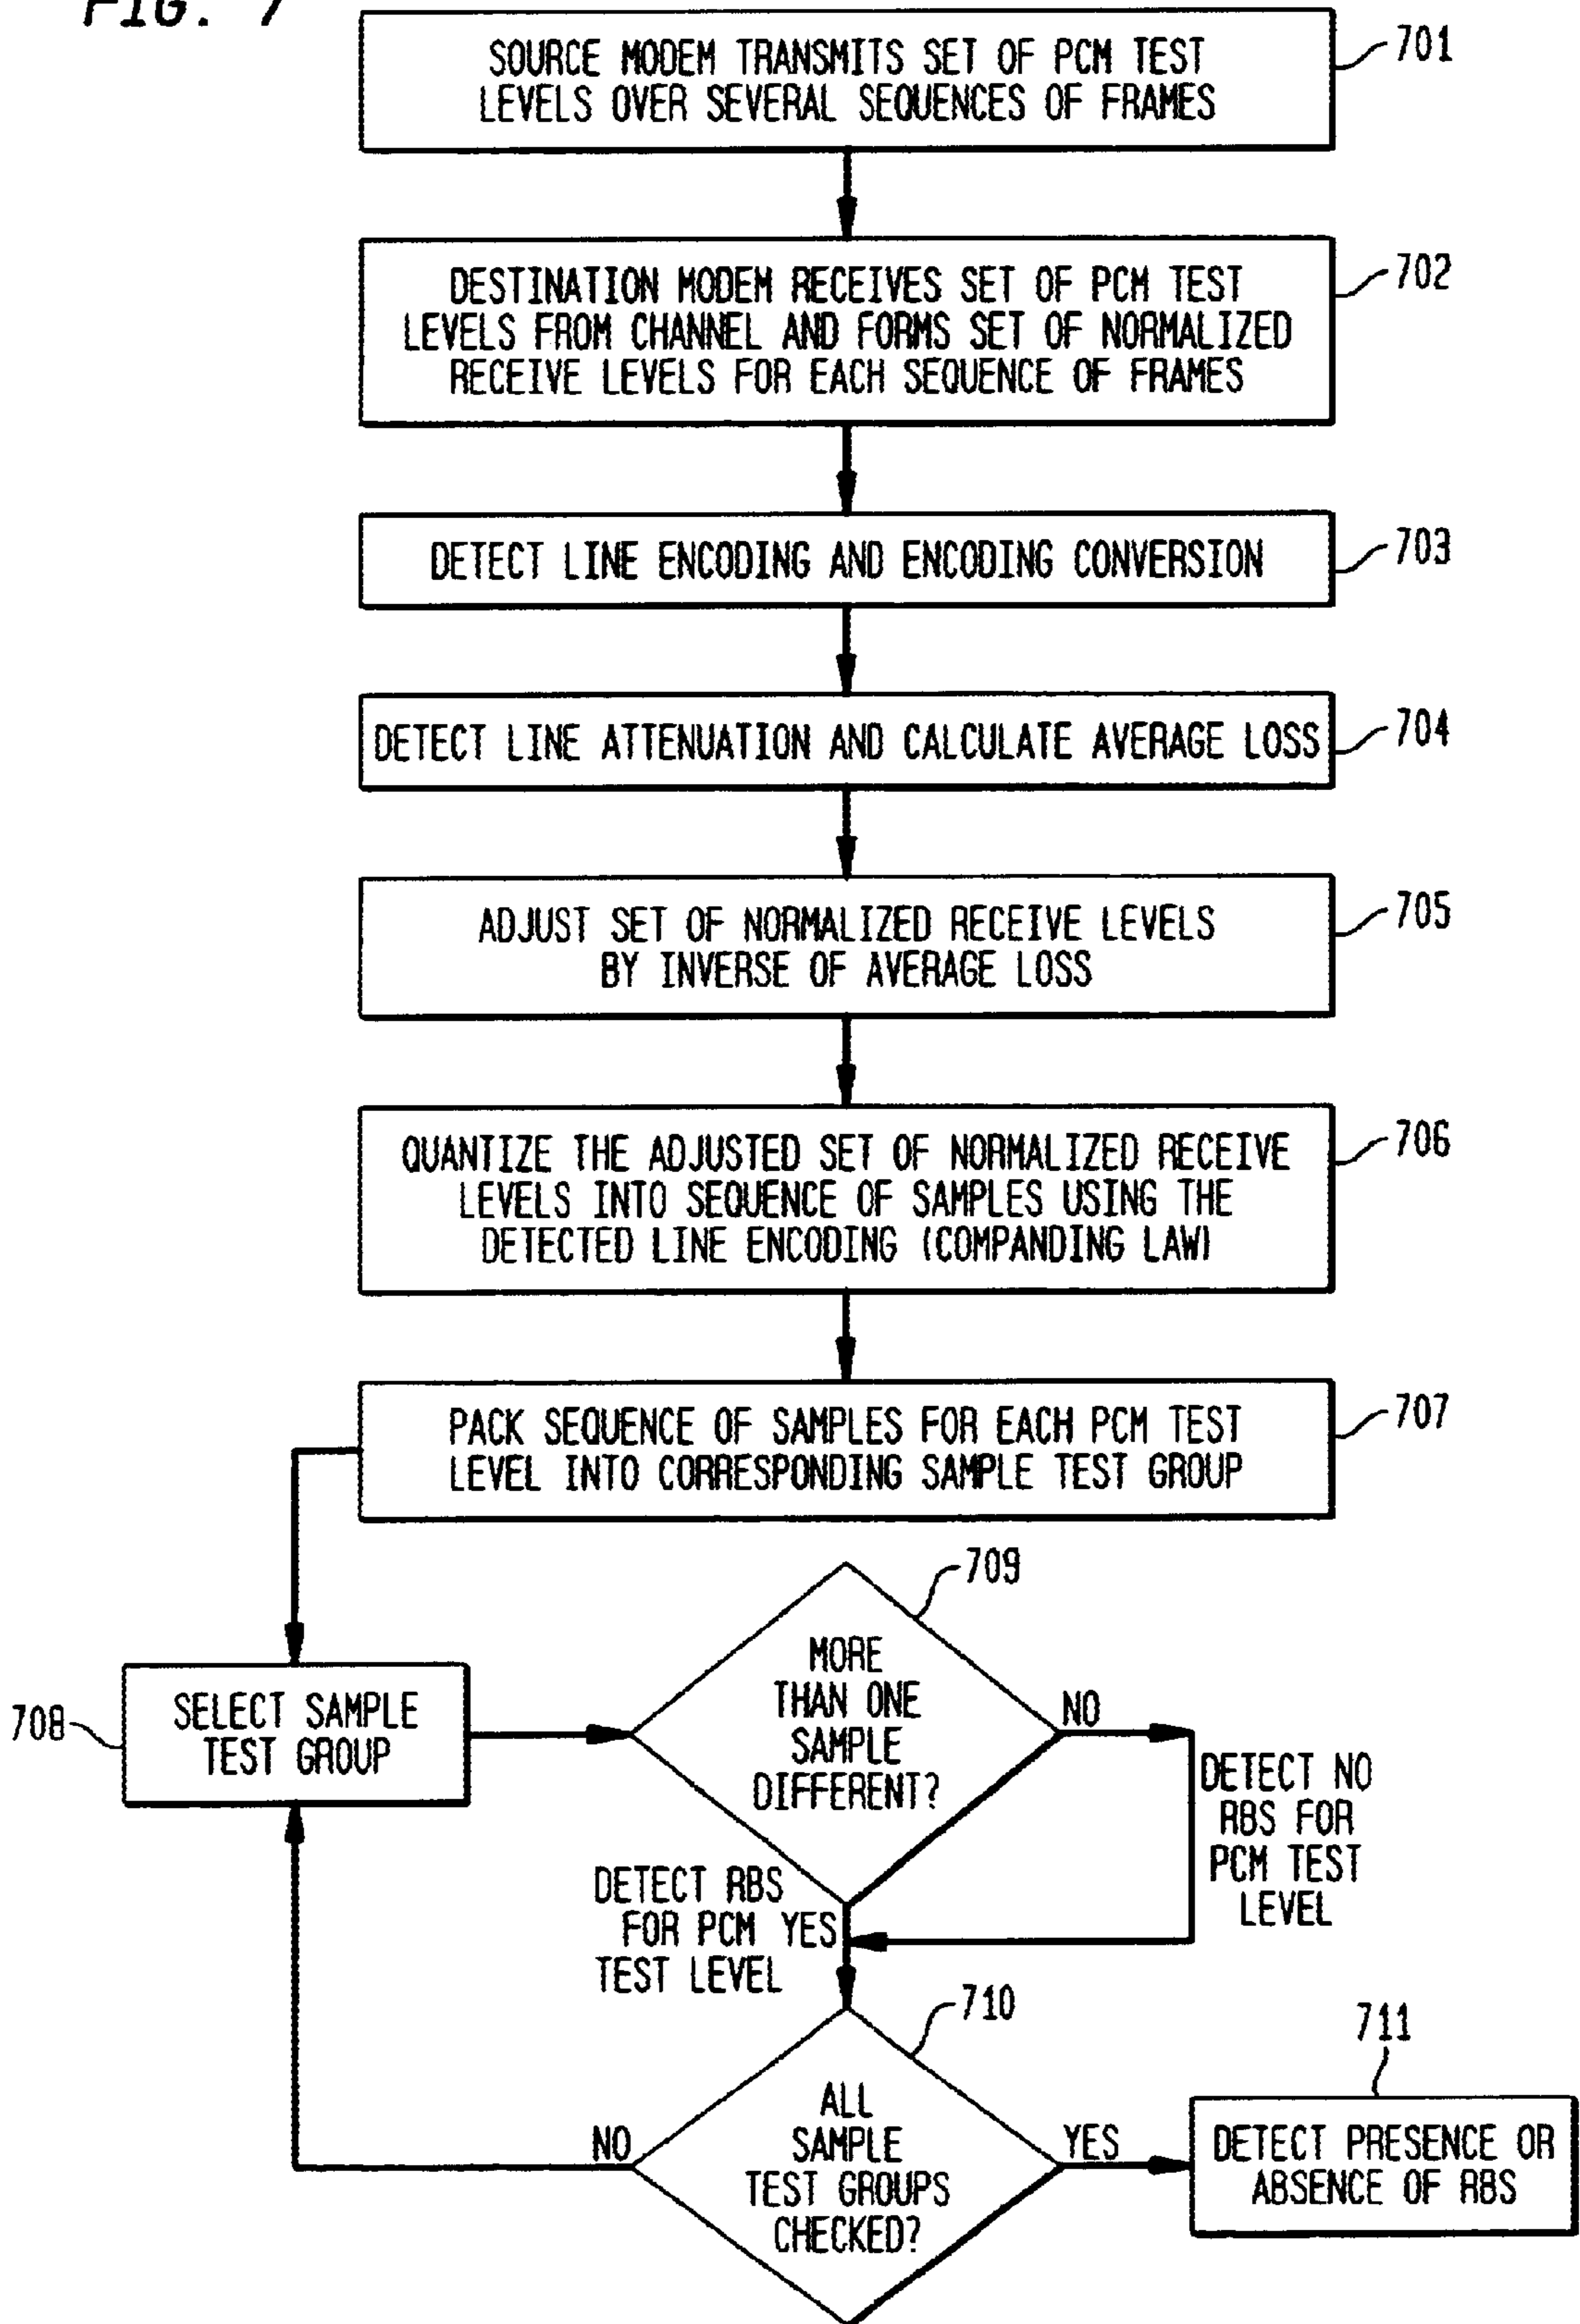 FIG. 7
SOURCE MODEM TRANSMITS SET OF PCM TEST
LEVELS OVER SEVERAL SEQUENCES OF FRAMES
701
DESTINATION MODEM RECEIVES SET OF PCM TEST
LEVELS FROM CHANNEL AND FORMS SET OF NORMALIZED
RECEIVE LEVELS FOR EACH SEQUENCE OF FRAMES
702
DETECT LINE ENCODING AND ENCODING CONVERSION
703
DETECT LINE ATTENUATION AND CALCULATE AVERAGE LOSS
704
ADJUST SET OF NORMALIZED RECEIVE LEVELS
BY INVERSE OF AVERAGE LOSS
705
QUANTIZE THE ADJUSTED SET OF NORMALIZED RECEIVE
LEVELS INTO SEQUENCE OF SAMPLES USING THE
DETECTED LINE ENCODING (COMPANDING LAW)
706
PACK SEQUENCE OF SAMPLES FOR EACH PCM TEST
LEVEL INTO CORRESPONDING SAMPLE TEST GROUP
707
708
SELECT SAMPLE
TEST GROUP
709
MORE
THAN ONE
SAMPLE
DIFFERENT?
NO
DETECT NO
RBS FOR
PCM TEST
LEVEL
DETECT RBS
FOR PCM
TEST LEVEL
YES
710
ALL
SAMPLE
TEST GROUPS
CHECKED?
NO
YES
711
DETECT PRESENCE OR
ABSENCE OF RBS